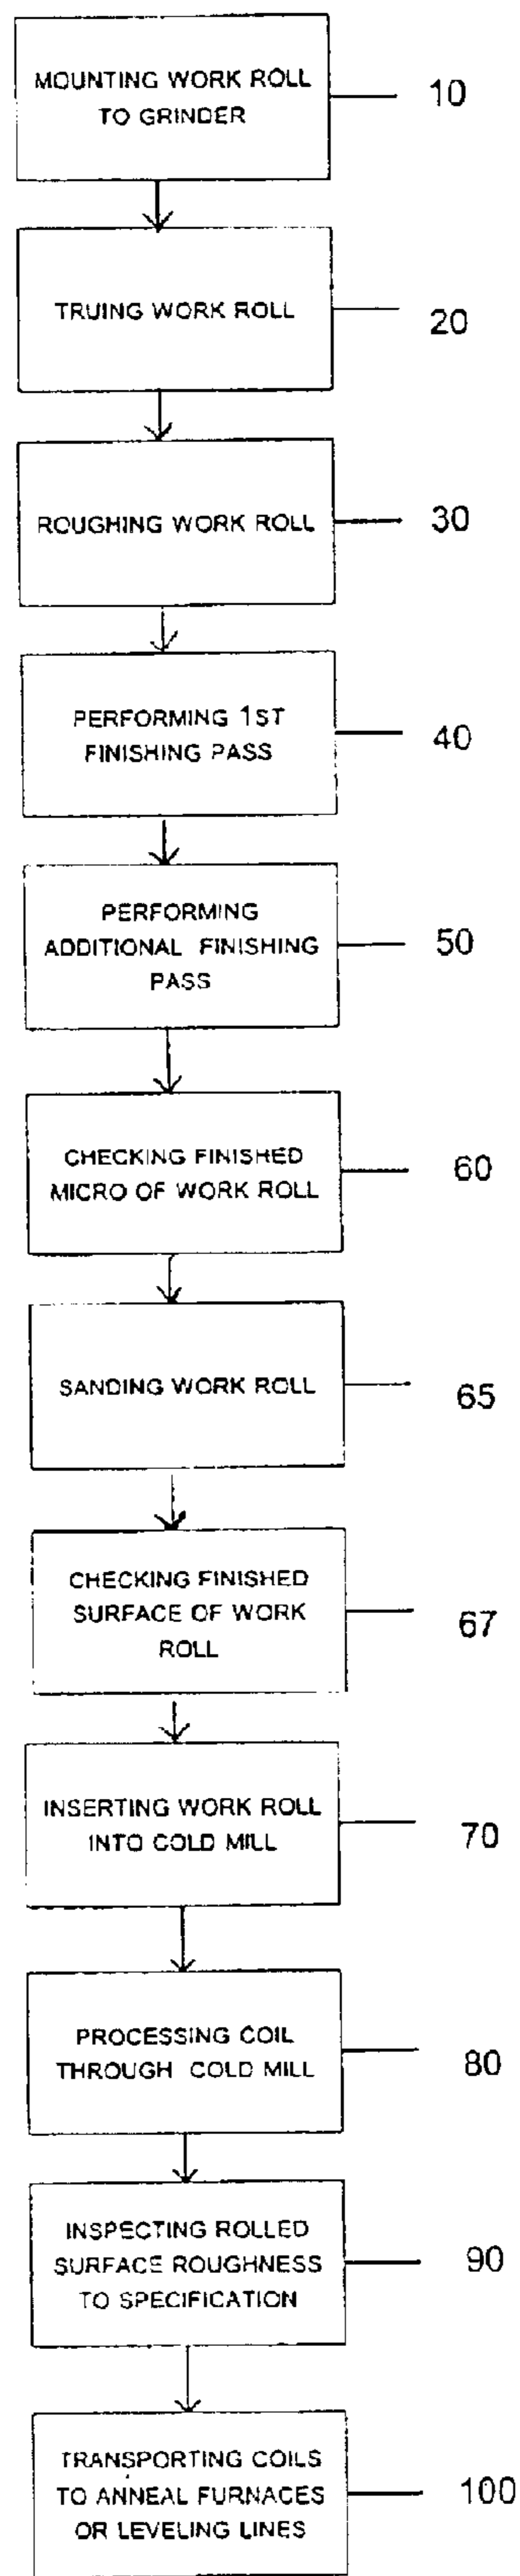 MOUNTING WORK ROLL
TO GRINDER
10
TRUING WORK ROLL
20
ROUGHING WORK ROLL
30
PERFORMING 1ST
FINISHING PASS
40
PERFORMING
ADDITIONAL FINISHING
PASS
50
CHECKING FINISHED
MICRO OF WORK ROLL
60
SANDING WORK ROLL
65
CHECKING FINISHED
SURFACE OF WORK
ROLL
67
INSERTING WORK ROLL
INTO COLD MILL
70
PROCESSING COIL
THROUGH COLD MILL
80
INSPECTING ROLLED
SURFACE ROUGHNESS
TO SPECIFICATION
90
TRANSPORTING COILS
TO ANNEAL FURNACES
OR LEVELING LINES
100